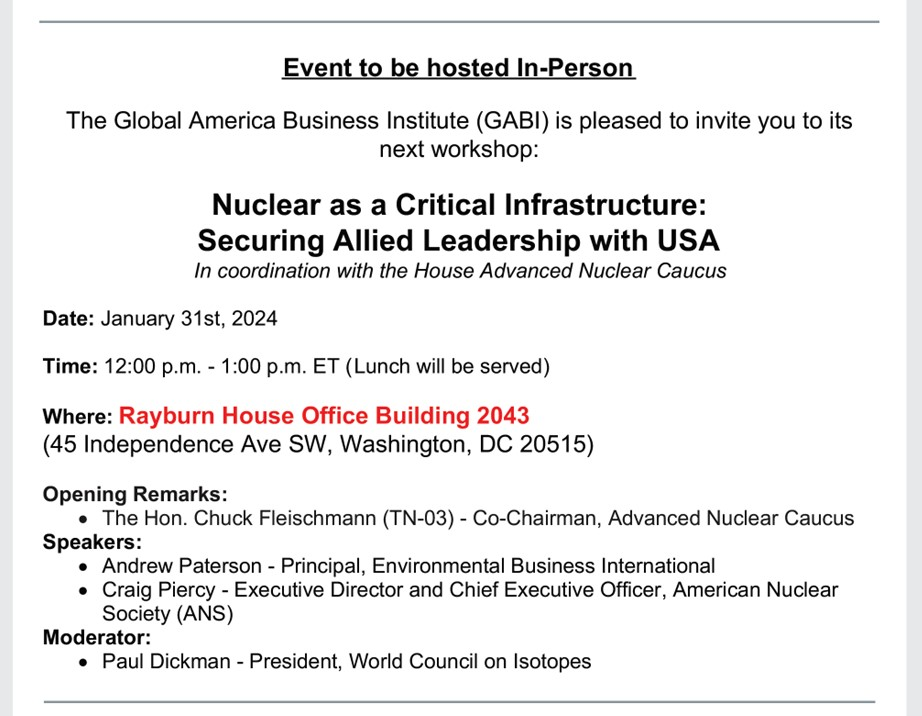 Event to be hosted In-Person
The Global America Business Institute (GABI) is pleased to invite you to its
next workshop:
Nuclear as a Critical Infrastructure:
Securing Allied Leadership with USA
In coordination with the House Advanced Nuclear Caucus
Date: January 31st, 2024
Time: 12:00 p.m. - 1:00 p.m. ET (Lunch will be served)
Where: Rayburn House Office Building 2043
(45 Independence Ave SW, Washington, DC 20515)
Opening Remarks:
• The Hon. Chuck Fleischmann (TN-03) - Co-Chairman, Advanced Nuclear Caucus
Speakers:
• Andrew Paterson - Principal, Environmental Business International
• Craig Piercy - Executive Director and Chief Executive Officer, American Nuclear
Society (ANS)
Moderator:
• Paul Dickman - President, World Council on Isotopes